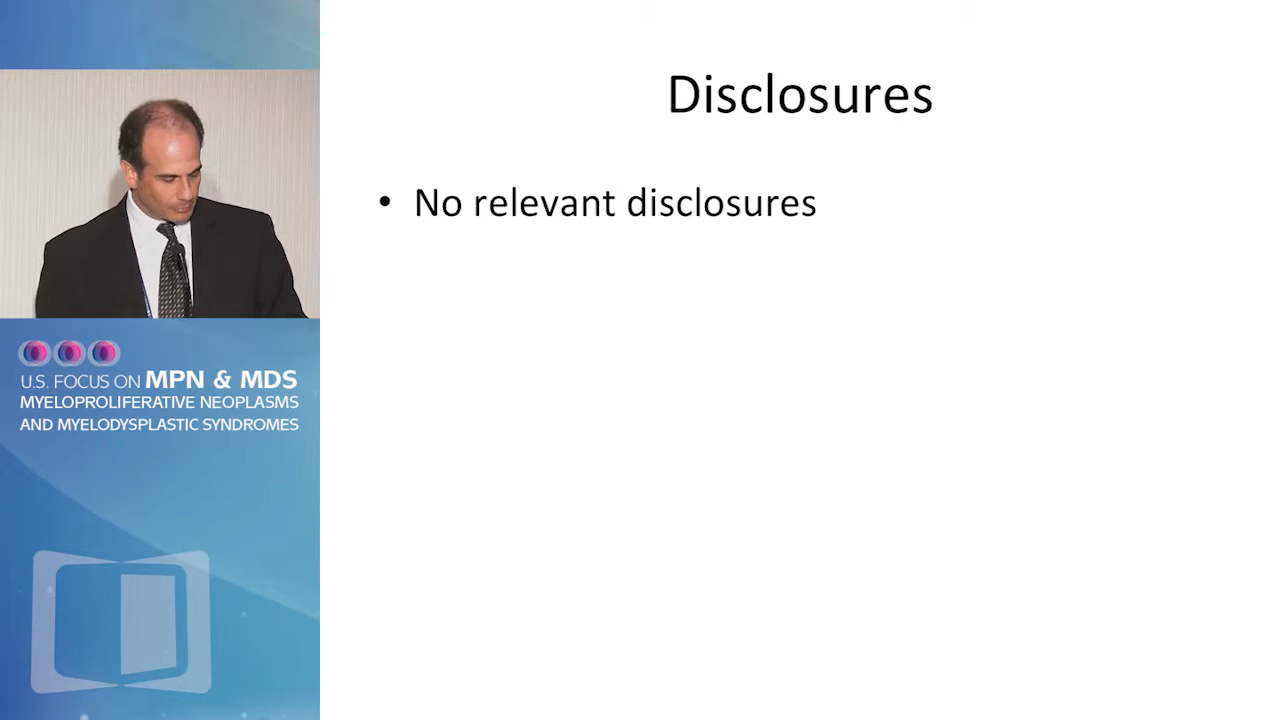 Disclosures
• No relevant disclosures
U.S. FOCUS ON MPN & MDS
MYELOPROLIFERATIVE NEOPLASMS
AND MYELODYSPLASTIC SYNDROMES